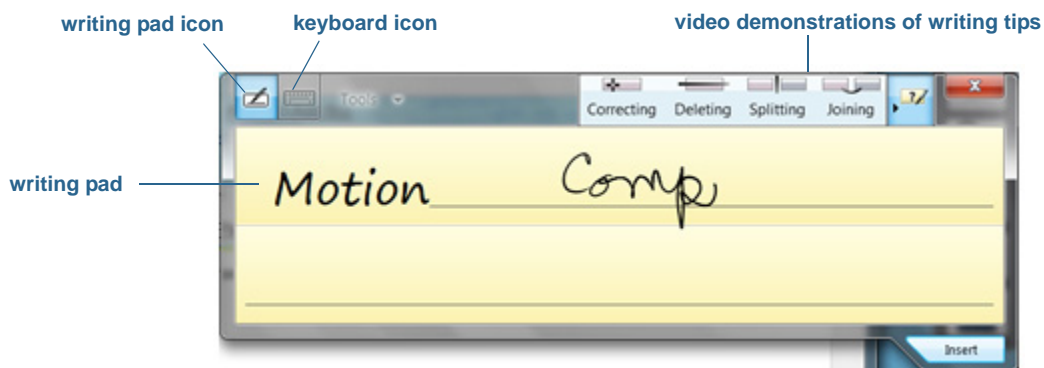 writing pad icon keyboard icon video demonstrations of writing tips
Tools
Correcting Deleting Splitting Joining
writing pad
Motion Comp
Insert